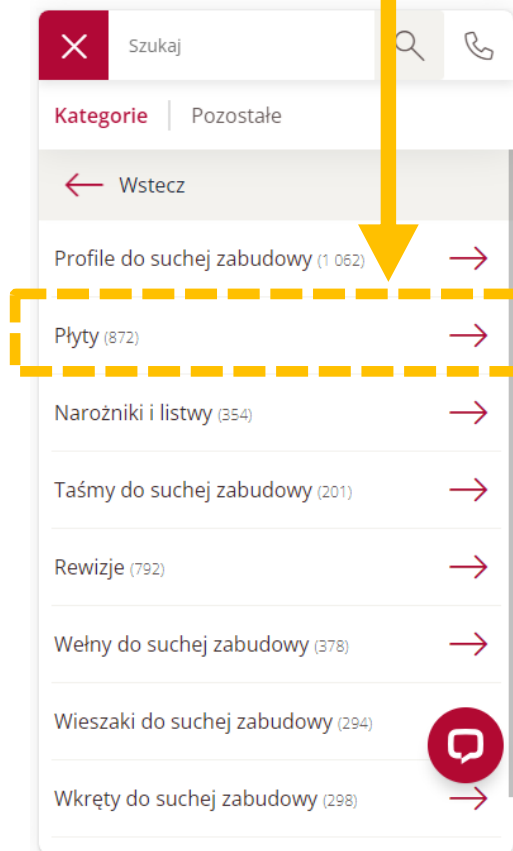 Szukaj
Kategorie Pozostałe
Wstecz
Profile do suchej zabudowy (1 062)
Płyty (872)
Narożniki i listwy (354)
Taśmy do suchej zabudowy (201)
Rewizje (792)
Wełny do suchej zabudowy (378)
Wieszaki do suchej zabudowy (294)
Wkręty do suchej zabudowy (298)